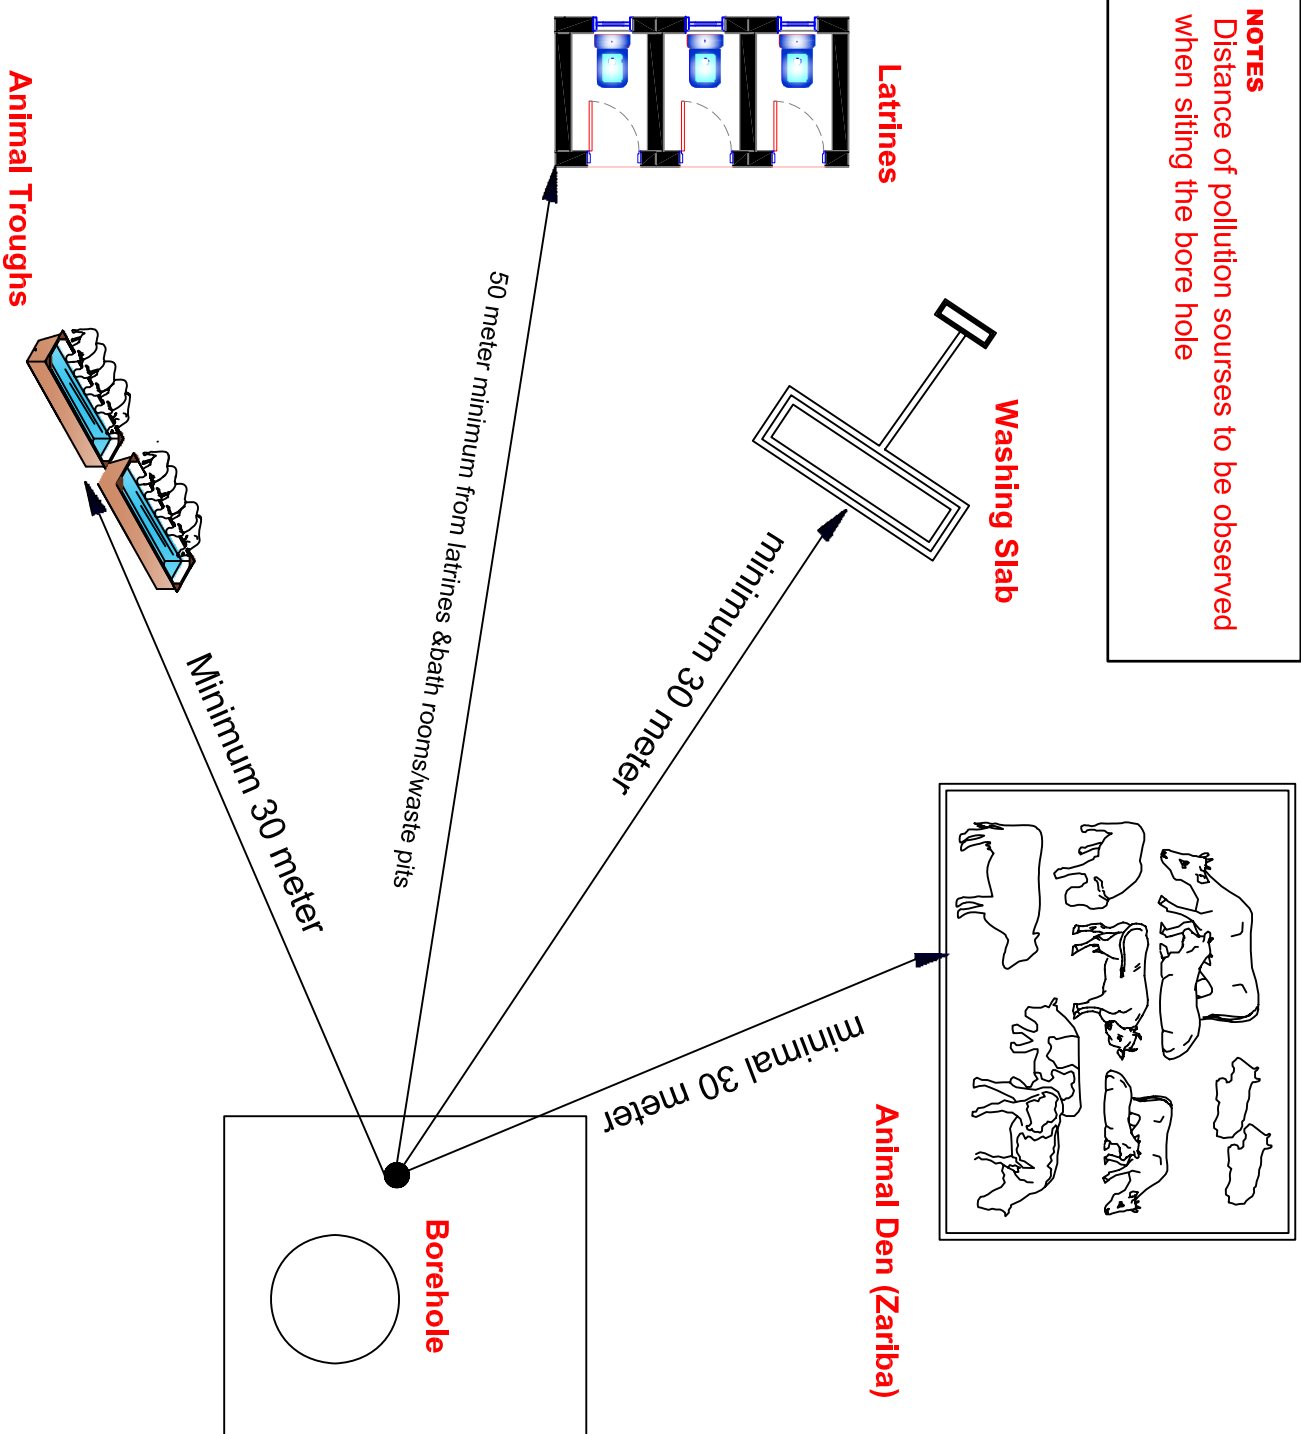 NOTES
Distance of pollution sourses to be observed
when siting the bore hole
Latrines
Washing Slab
Animal Den (Zariba)
Animal Troughs
Borehole
minimal 30 meter
minimum 30 meter
50 meter minimum from latrines &bath rooms/waste pits
Minimum 30 meter